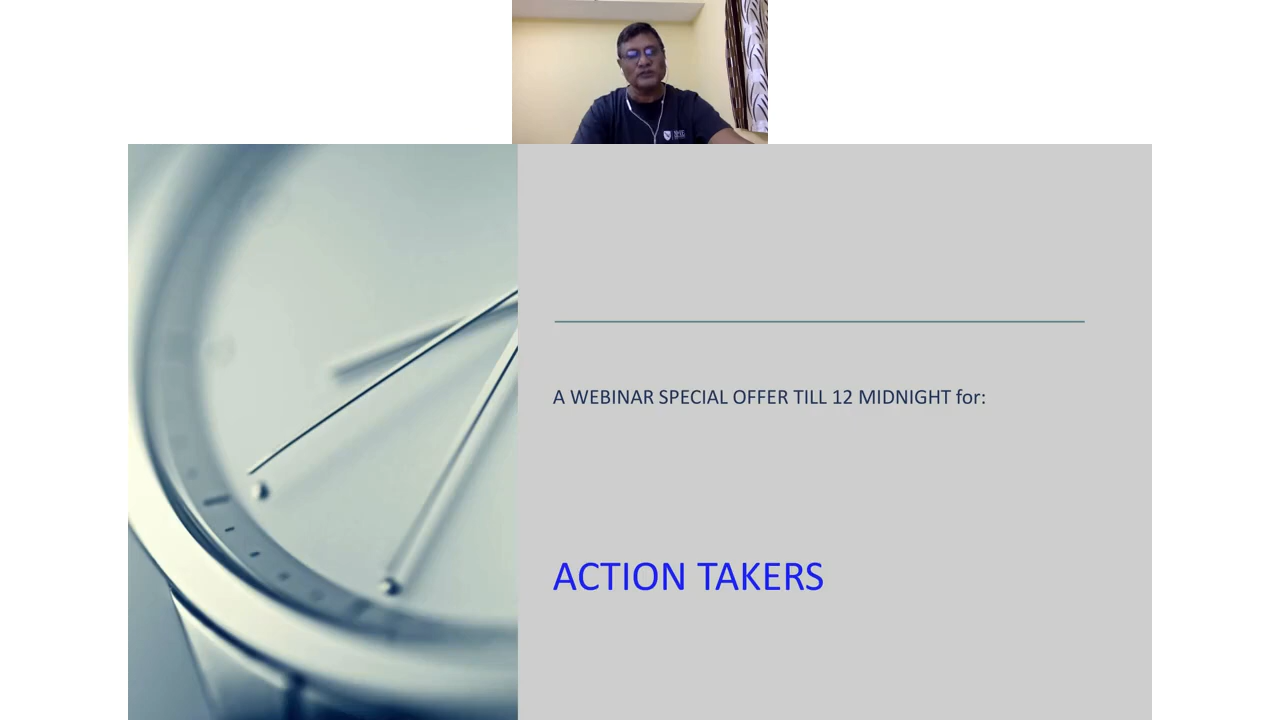 A WEBINAR SPECIAL OFFER TILL 12 MIDNIGHT for:
ACTION TAKERS